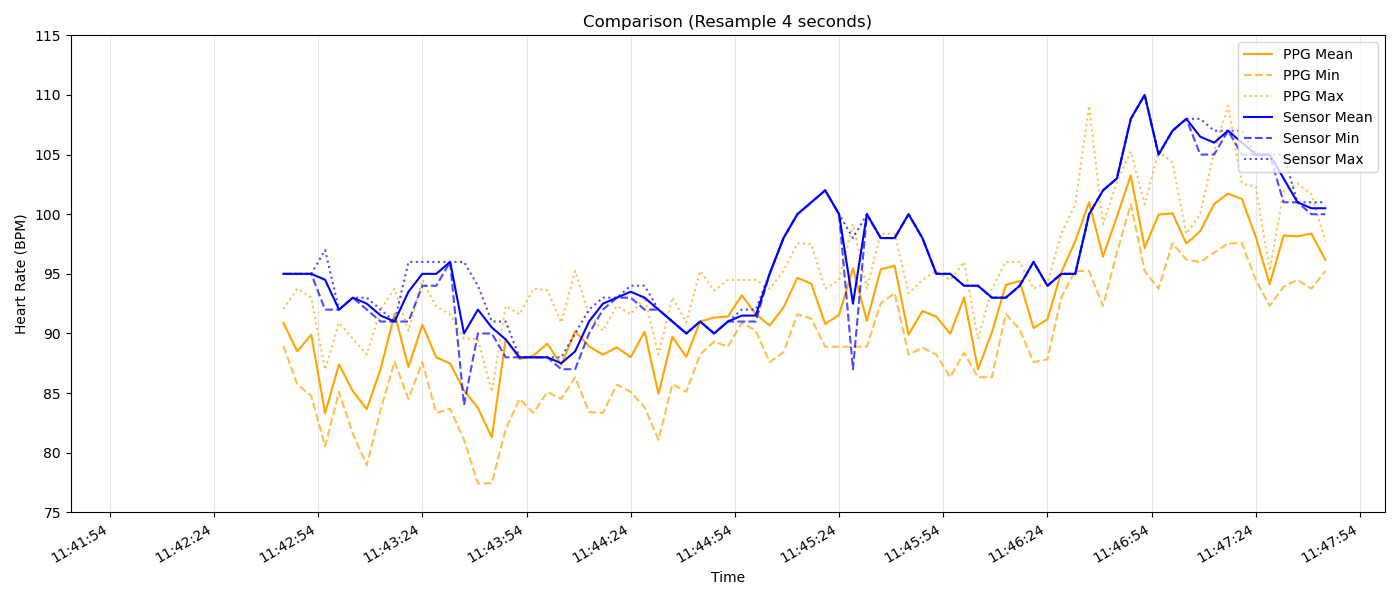 Comparison (Resample 4 seconds)
115
110
105
100
95
90
85
80
75
Heart Rate (BPM)
PPG Mean
PPG Min
PPG Max
Sensor Mean
Sensor Min
Sensor Max
11:41:54
11:42:24
11:42:54
11:43:24
11:43:54
11:44:24
11:44:54
11:45:24
11:45:54
11:46:24
11:46:54
11:47:24
11:47:54
Time